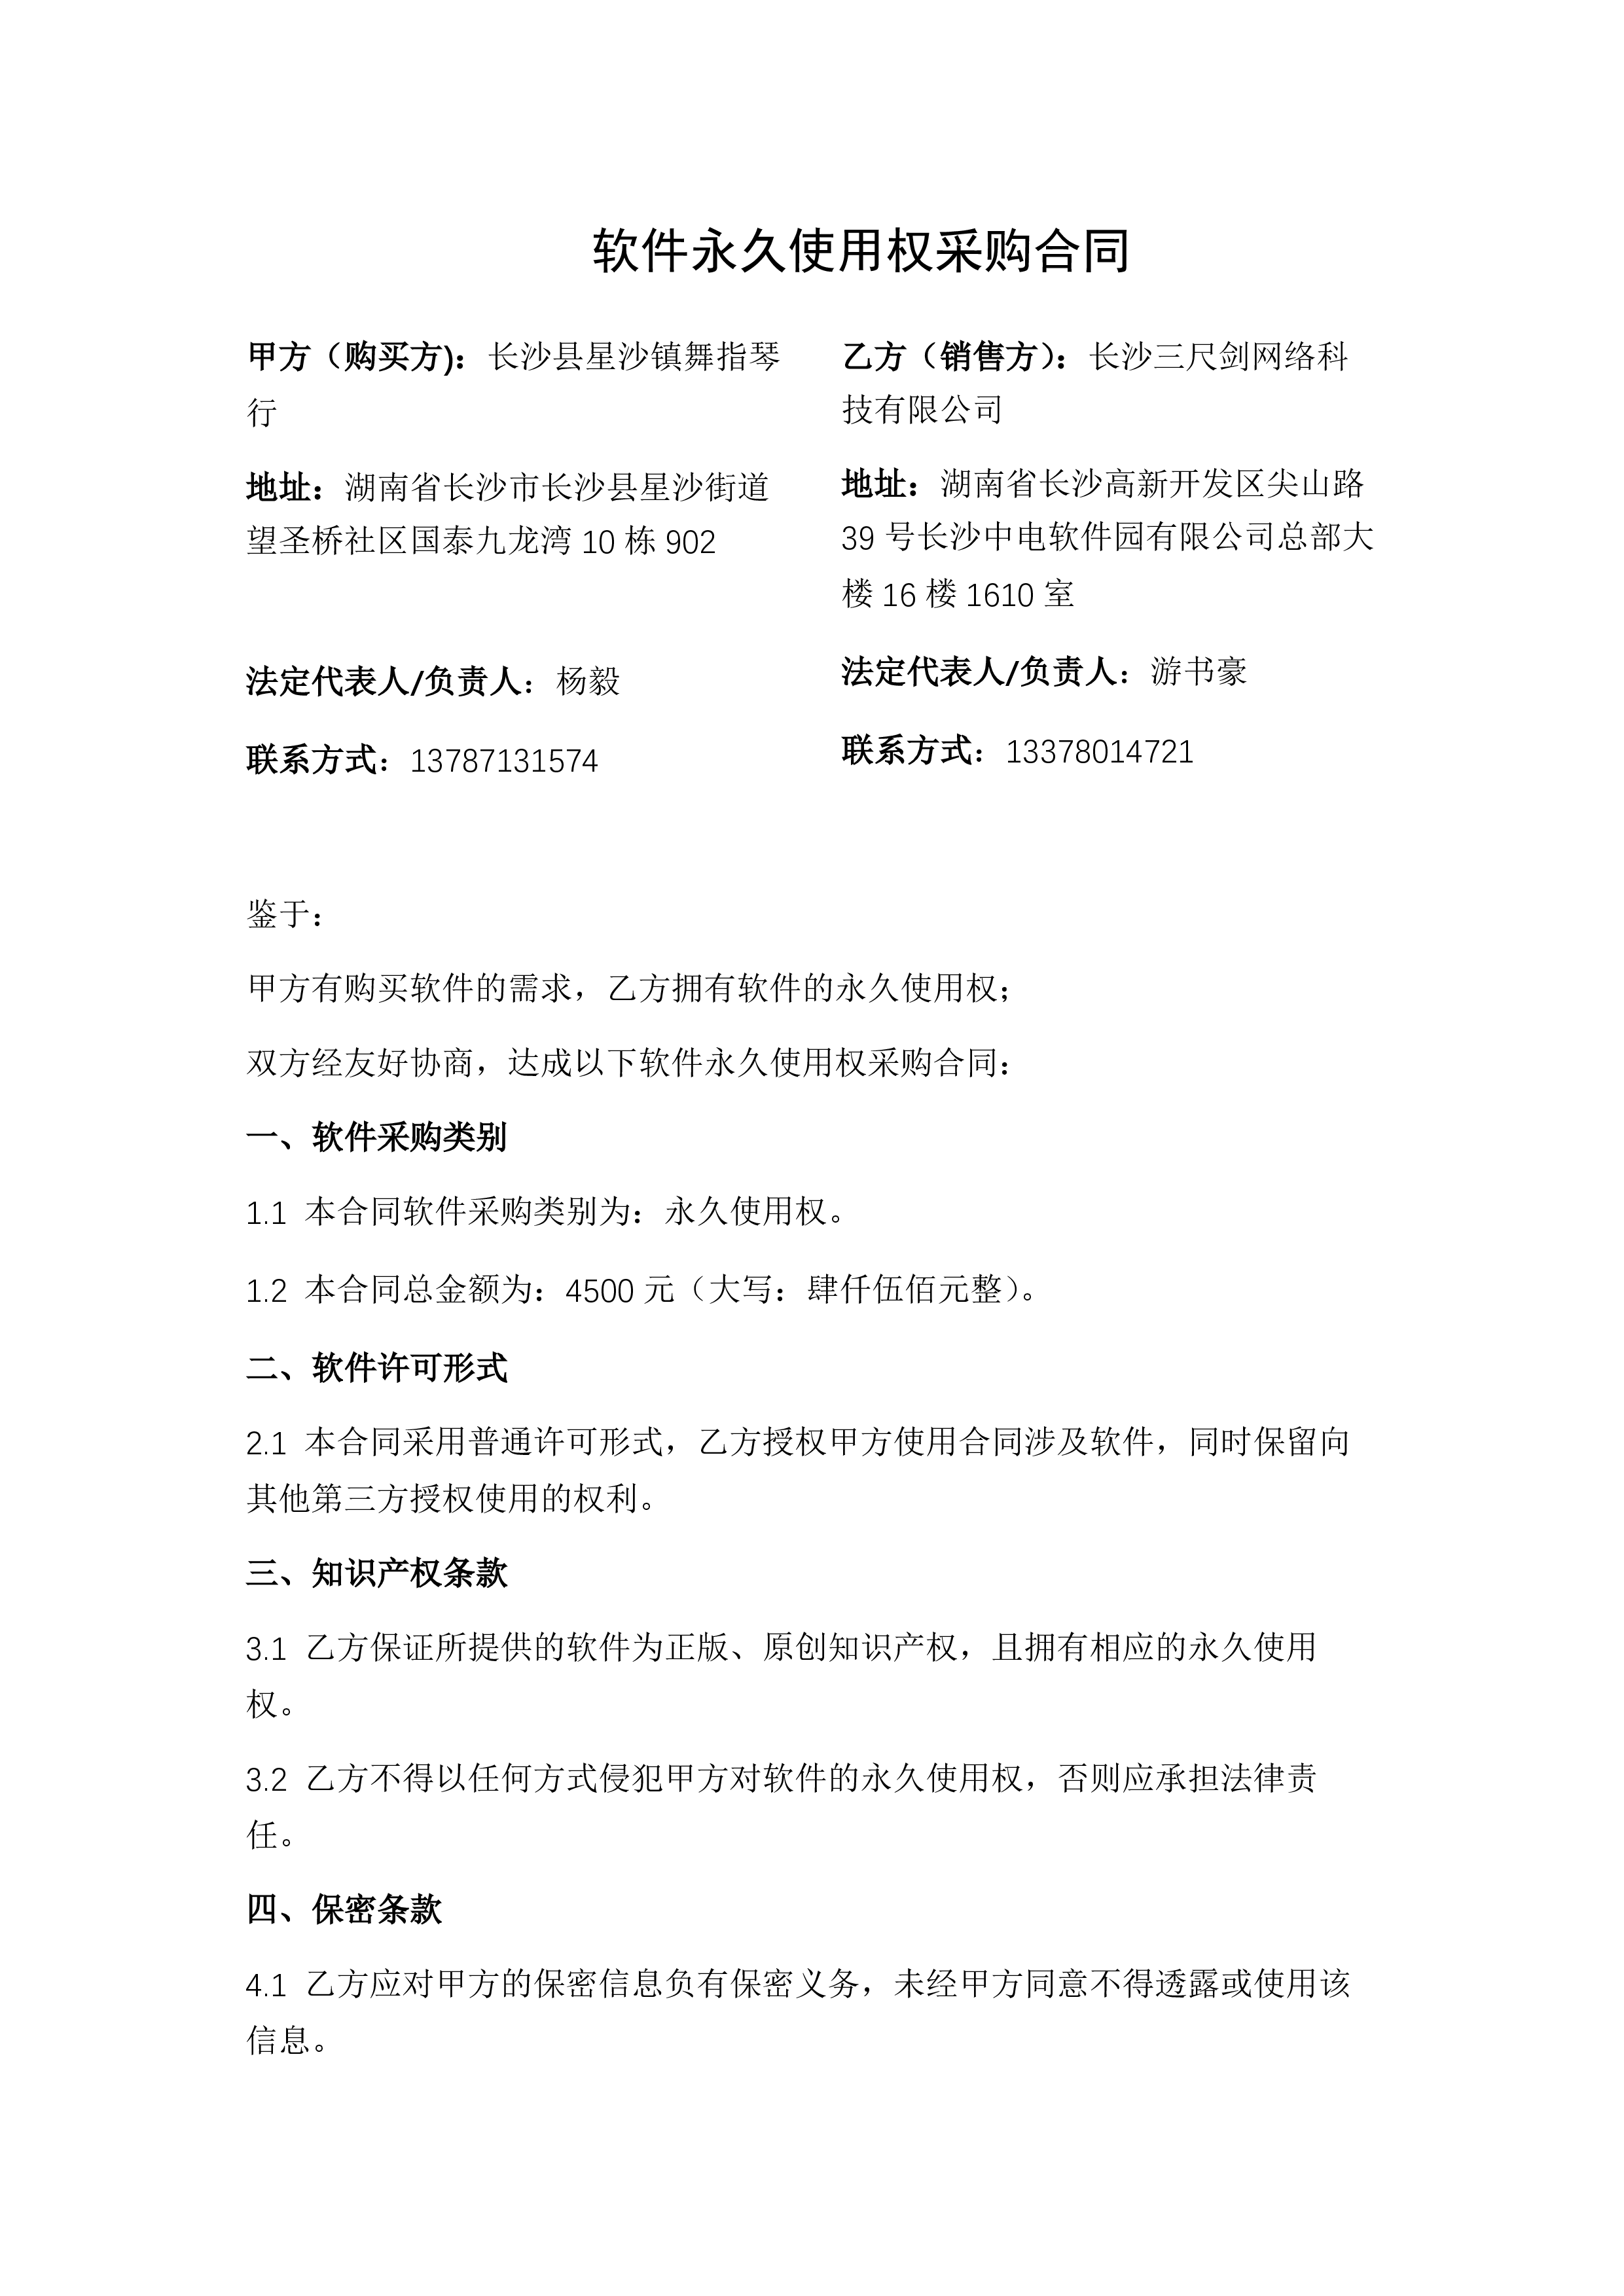 软件永久使用权采购合同
甲方（购买方)：长沙县星沙镇舞指琴
行
地址：湖南省长沙市长沙县星沙街道
望圣桥社区国泰九龙湾 10 栋 902
法定代表人/负责人：杨毅
联系方式：13787131574
乙方（销售方）：长沙三尺剑网络科
技有限公司
地址：湖南省长沙高新开发区尖山路
39 号长沙中电软件园有限公司总部大
楼 16 楼 1610 室
法定代表人/负责人：游书豪
联系方式：13378014721
鉴于：
甲方有购买软件的需求，乙方拥有软件的永久使用权；
双方经友好协商，达成以下软件永久使用权采购合同：
一、软件采购类别
1.1 本合同软件采购类别为：永久使用权。
1.2 本合同总金额为：4500 元（大写：肆仟伍佰元整）。
二、软件许可形式
2.1 本合同采用普通许可形式，乙方授权甲方使用合同涉及软件，同时保留向
其他第三方授权使用的权利。
三、知识产权条款
3.1 乙方保证所提供的软件为正版、原创知识产权，且拥有相应的永久使用
权。
3.2 乙方不得以任何方式侵犯甲方对软件的永久使用权，否则应承担法律责
任。
四、保密条款
4.1 乙方应对甲方的保密信息负有保密义务，未经甲方同意不得透露或使用该
信息。